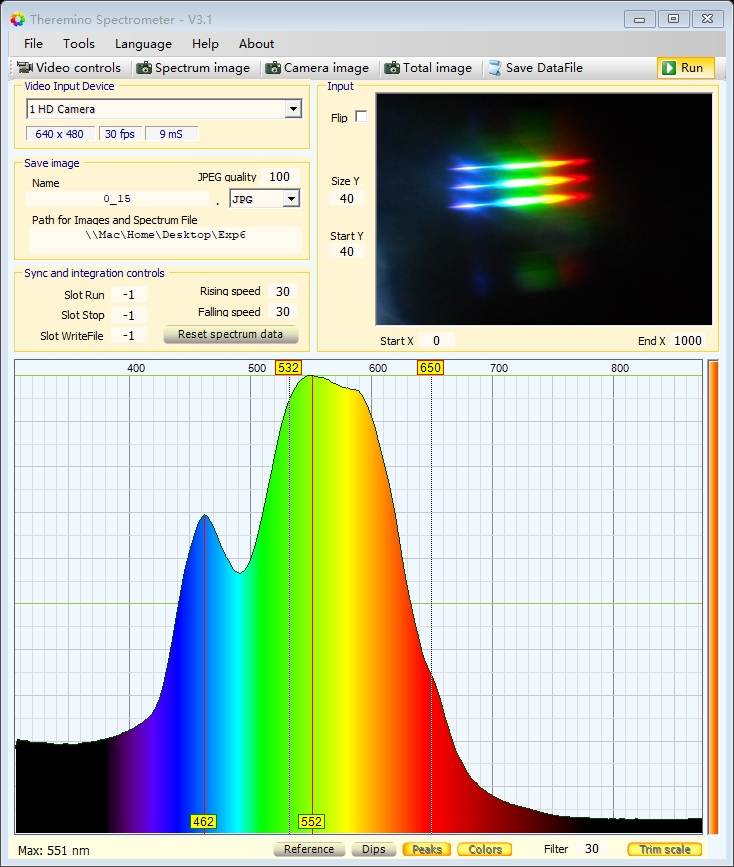 Theremino Spectrometer - V3.1
File Tools Language Help About
Video controls Spectrum image Camera image Total image Save DataFile Run
Video Input Device
1 HD Camera
640 x 480 30 fps 9 mS
Save image
Name JPEG quality 100
0_15 . JPG
Path for Images and Spectrum File
\\Mac\Home\Desktop\Exp6
Sync and integration controls
Slot Run -1 Rising speed 30
Slot Stop -1 Falling speed 30
Slot WriteFile -1 Reset spectrum data
Input
Flip
Size Y
40
Start Y
40
Start X 0 End X 1000
400 500 532 600 650 700 800
462 552
Max: 551 nm Reference Dips Peaks Colors Filter 30 Trim scale